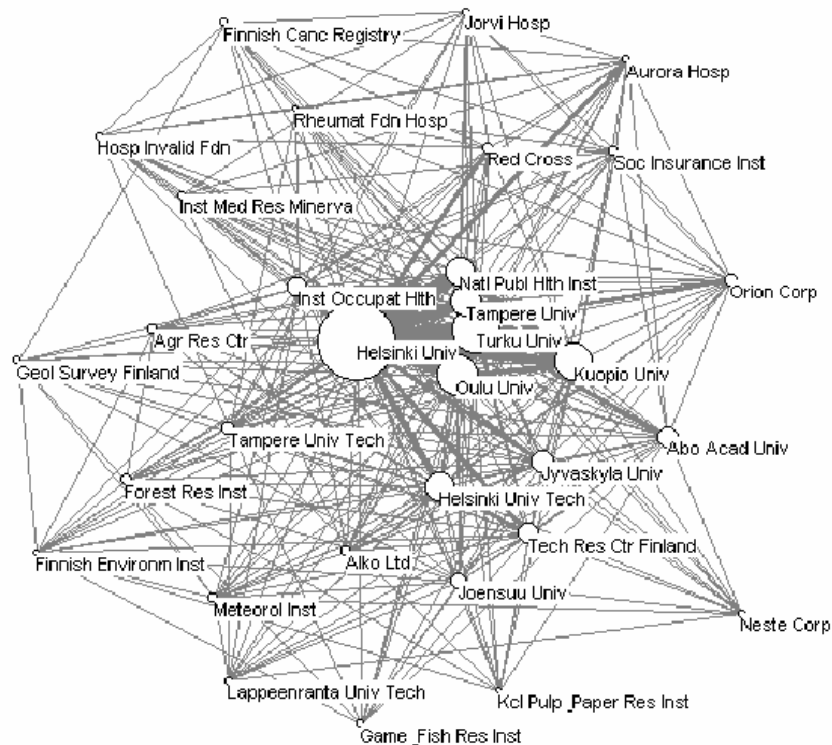 Jorvi Hosp
Finnish Canc Registry
Aurora Hosp
Rheumat Fdn Hosp
Hosp Invalid Fdn
Red Cross
Soc Insurance Inst
Inst Med Res Minerva
Natl Publ Hlth Inst
Orion Corp
Inst Occupat Hlth
Tampere Univ
Agr Res Ctr
Turku Univ
Helsinki Univ
Geol Survey Finland
Kuopio Univ
Oulu Univ
Tampere Univ Tech
Abo Acad Univ
Jyvaskyla Univ
Forest Res Inst
Helsinki Univ Tech
Tech Res Ctr Finland
Finnish Environm Inst
Alko Ltd
Joensuu Univ
Meteorol Inst
Neste Corp
Lappeenranta Univ Tech
Kcl Pulp_Paper Res Inst
Game_Fish Res Inst